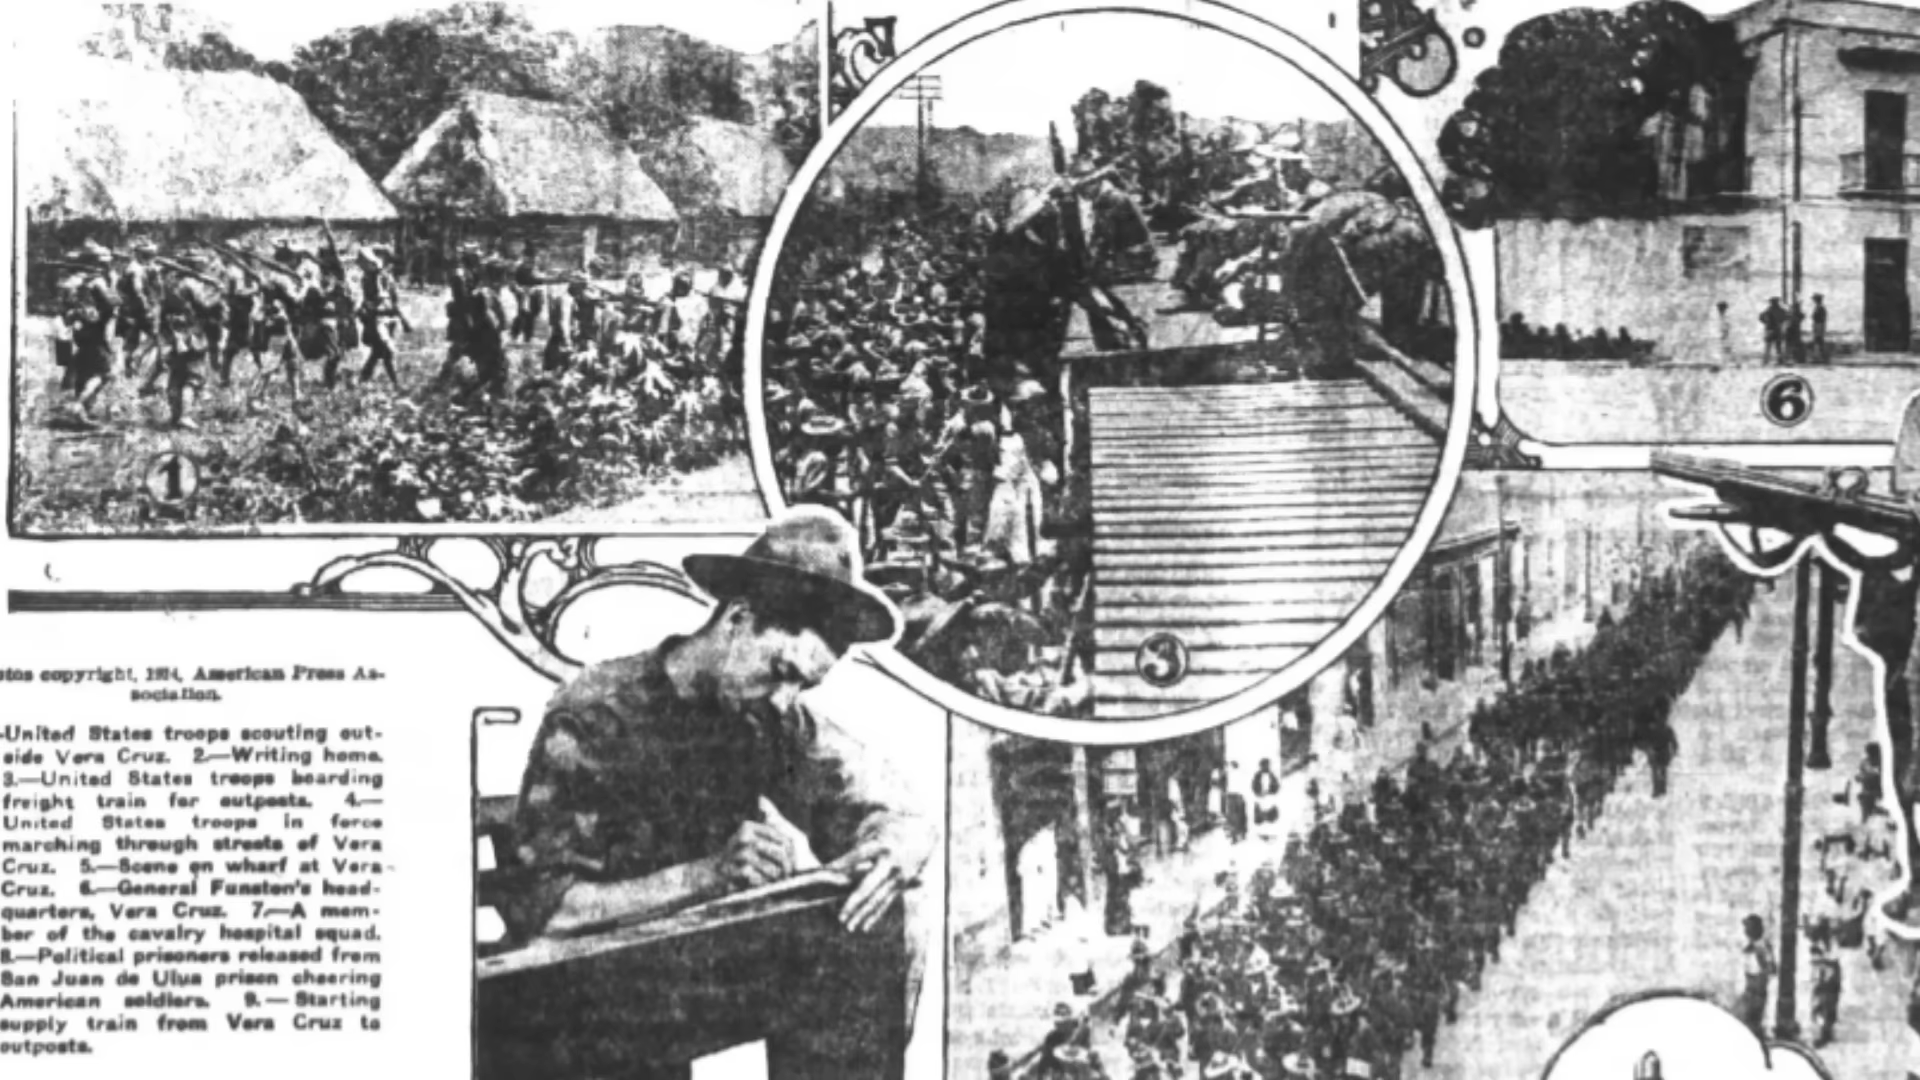 1
3
6
tos copyright, 1914, American Press As-
sociation.
-United States troops scouting out-
side Vera Cruz. 2.—Writing home.
3.—United States troops boarding
freight train for outposts. 4.—
United States troops in force
marching through streets of Vera
Cruz. 5.—Scene on wharf at Vera
Cruz. 6.—General Funston's head-
quarters, Vera Cruz. 7.—A mem-
ber of the cavalry hospital squad.
8.—Political prisoners released from
San Juan de Ulua prison cheering
American soldiers. 9.—Starting
supply train from Vera Cruz to
outposts.